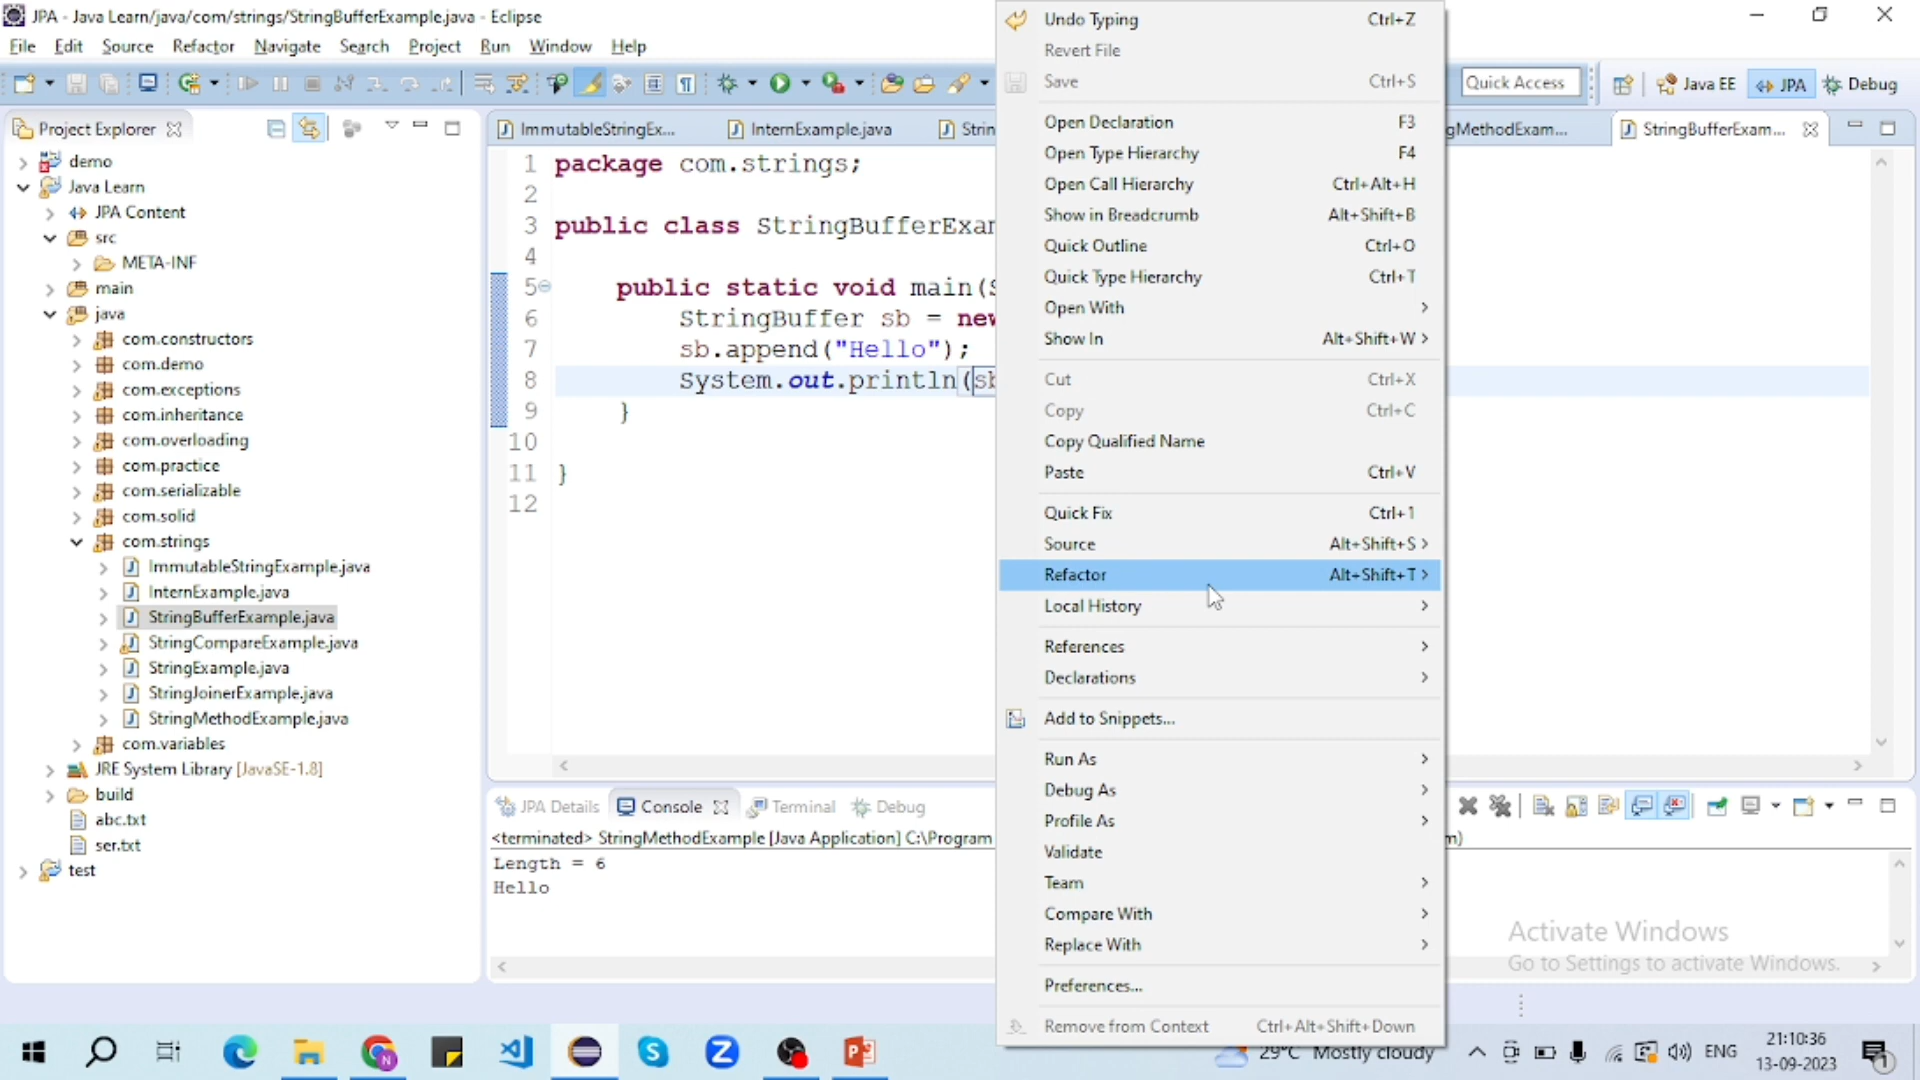 JPA - Java Learn/java/com/strings/StringBufferExample.java - Eclipse
File Edit Source Refactor Navigate Search Project Run Window Help
Quick Access
Java EE
JPA
Debug
Project Explorer
demo
Java Learn
JPA Content
src
META-INF
main
java
com.constructors
com.demo
com.exceptions
com.inheritance
com.overloading
com.practice
com.serializable
com.solid
com.strings
ImmutableStringExample.java
InternExample.java
StringBufferExample.java
StringCompareExample.java
StringExample.java
StringJoinerExample.java
StringMethodExample.java
com.variables
JRE System Library [JavaSE-1.8]
build
abc.txt
ser.txt
test
ImmutableStringEx...
InternExample.java
Strin
gMethodExam...
StringBufferExam...
1 package com.strings;
2
3 public class StringBufferExam
4
5 public static void main(S
6 StringBuffer sb = new
7 sb.append("Hello");
8 System.out.println(sb
9 }
10
11 }
12
Undo Typing Ctrl+Z
Revert File
Save Ctrl+S
Open Declaration F3
Open Type Hierarchy F4
Open Call Hierarchy Ctrl+Alt+H
Show in Breadcrumb Alt+Shift+B
Quick Outline Ctrl+O
Quick Type Hierarchy Ctrl+T
Open With
Show In Alt+Shift+W
Cut Ctrl+X
Copy Ctrl+C
Copy Qualified Name
Paste Ctrl+V
Quick Fix Ctrl+1
Source Alt+Shift+S
Refactor Alt+Shift+T
Local History
References
Declarations
Add to Snippets...
Run As
Debug As
Profile As
Validate
Team
Compare With
Replace With
Preferences...
Remove from Context Ctrl+Alt+Shift+Down
JPA Details
Console
Terminal
Debug
<terminated> StringMethodExample [Java Application] C:\Program
m)
Length = 6
Hello
Activate Windows
Go to Settings to activate Windows.
29°C Mostly cloudy
ENG
21:10:36
13-09-2023
1